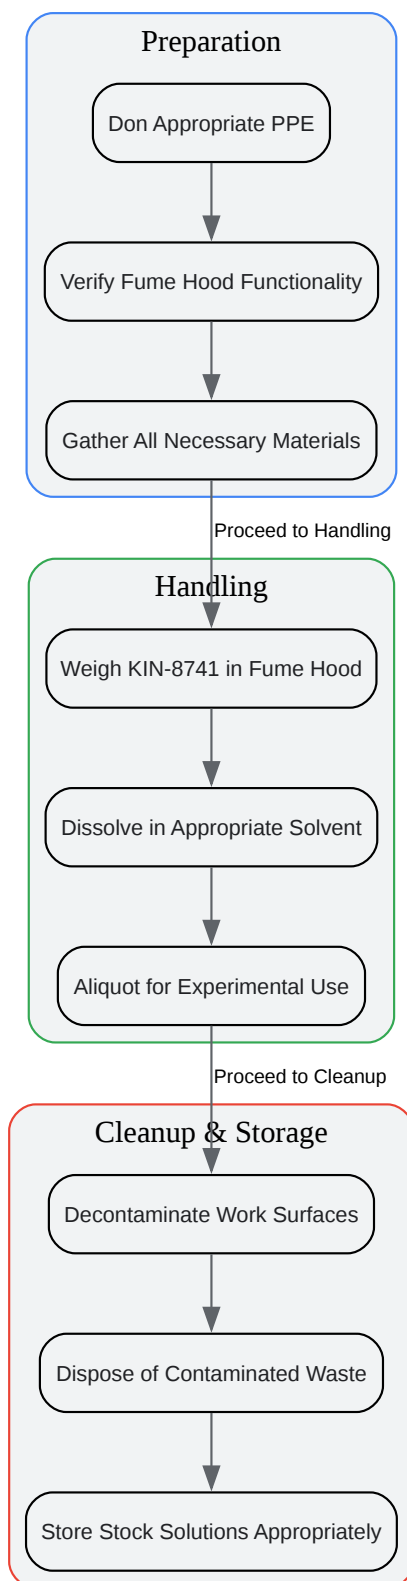 Preparation
Don Appropriate PPE
Verify Fume Hood Functionality
Gather All Necessary Materials
Proceed to Handling
Handling
Weigh KIN-8741 in Fume Hood
Dissolve in Appropriate Solvent
Aliquot for Experimental Use
Proceed to Cleanup
Cleanup & Storage
Decontaminate Work Surfaces
Dispose of Contaminated Waste
Store Stock Solutions Appropriately